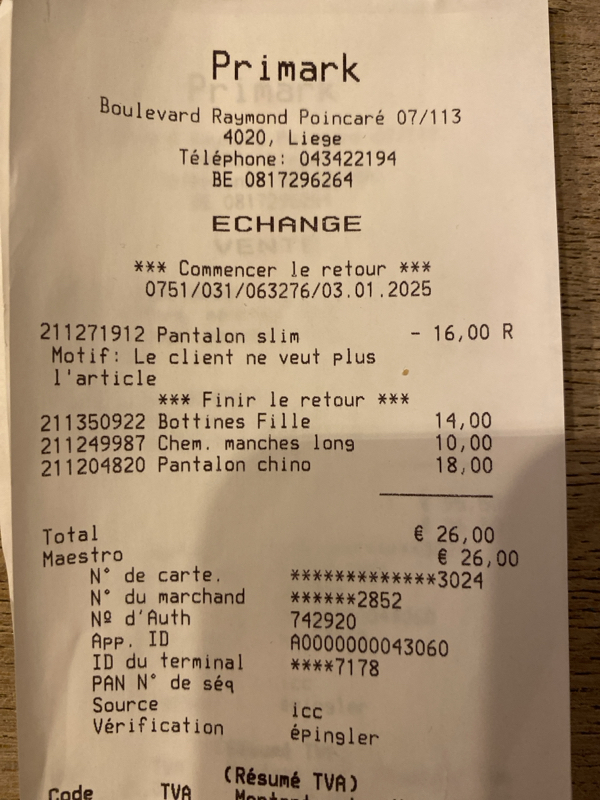 Primark
Boulevard Raymond Poincaré 07/113
4020, Liege
Téléphone: 043422194
BE 0817296264
ECHANGE
*** Commencer le retour ***
0751/031/063276/03.01.2025
211271912 Pantalon slim - 16,00 R
Motif: Le client ne veut plus
l'article
*** Finir le retour ***
211350922 Bottines Fille 14,00
211249987 Chem. manches long 10,00
211204820 Pantalon chino 18,00
Total € 26,00
Maestro € 26,00
N° de carte. *************3024
N° du marchand ******2852
Nº d'Auth 742920
App. ID A0000000043060
ID du terminal ****7178
PAN N° de séq
Source icc
Vérification épingler
(Résumé TVA)
Code TVA